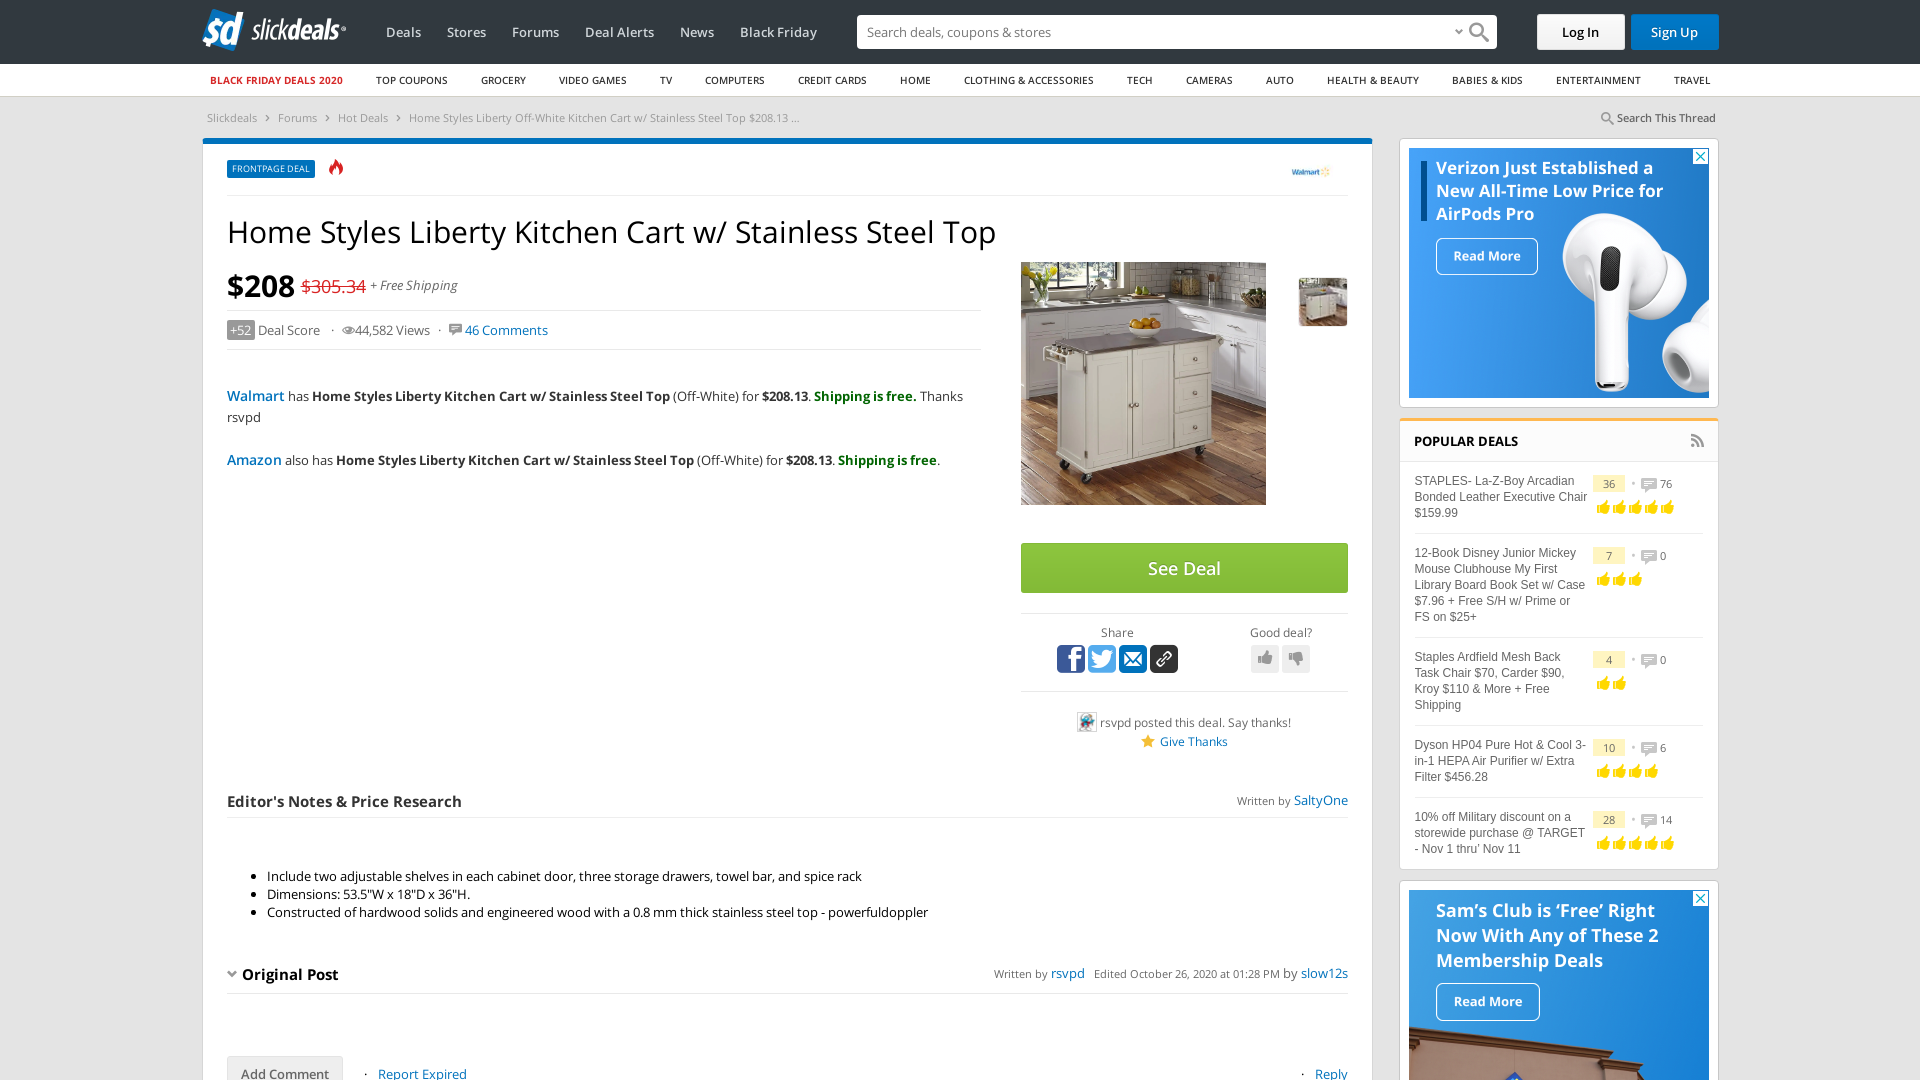 sd slickdeals
Deals Stores Forums Deal Alerts News Black Friday
Search deals, coupons & stores
Log In Sign Up
BLACK FRIDAY DEALS 2020 TOP COUPONS GROCERY VIDEO GAMES TV COMPUTERS CREDIT CARDS HOME CLOTHING & ACCESSORIES TECH CAMERAS AUTO HEALTH & BEAUTY BABIES & KIDS ENTERTAINMENT TRAVEL
Slickdeals › Forums › Hot Deals › Home Styles Liberty Off-White Kitchen Cart w/ Stainless Steel Top $208.13 ...
Search This Thread
FRONTPAGE DEAL
Walmart
Home Styles Liberty Kitchen Cart w/ Stainless Steel Top
$208 $305.34 + Free Shipping
+52 Deal Score · 44,582 Views · 46 Comments
Walmart has Home Styles Liberty Kitchen Cart w/ Stainless Steel Top (Off-White) for $208.13. Shipping is free. Thanks
rsvpd
Amazon also has Home Styles Liberty Kitchen Cart w/ Stainless Steel Top (Off-White) for $208.13. Shipping is free.
See Deal
Share Good deal?
rsvpd posted this deal. Say thanks!
Give Thanks
Editor's Notes & Price Research
Written by SaltyOne
• Include two adjustable shelves in each cabinet door, three storage drawers, towel bar, and spice rack
• Dimensions: 53.5"W x 18"D x 36"H.
• Constructed of hardwood solids and engineered wood with a 0.8 mm thick stainless steel top - powerfuldoppler
Original Post
Written by rsvpd Edited October 26, 2020 at 01:28 PM by slow12s
Add Comment · Report Expired
· Reply
Verizon Just Established a
New All-Time Low Price for
AirPods Pro
Read More
POPULAR DEALS
STAPLES- La-Z-Boy Arcadian
Bonded Leather Executive Chair
$159.99
36 • 76
12-Book Disney Junior Mickey
Mouse Clubhouse My First
Library Board Book Set w/ Case
$7.96 + Free S/H w/ Prime or
FS on $25+
7 • 0
Staples Ardfield Mesh Back
Task Chair $70, Carder $90,
Kroy $110 & More + Free
Shipping
4 • 0
Dyson HP04 Pure Hot & Cool 3-
in-1 HEPA Air Purifier w/ Extra
Filter $456.28
10 • 6
10% off Military discount on a
storewide purchase @ TARGET
- Nov 1 thru' Nov 11
28 • 14
Sam's Club is ‘Free’ Right
Now With Any of These 2
Membership Deals
Read More